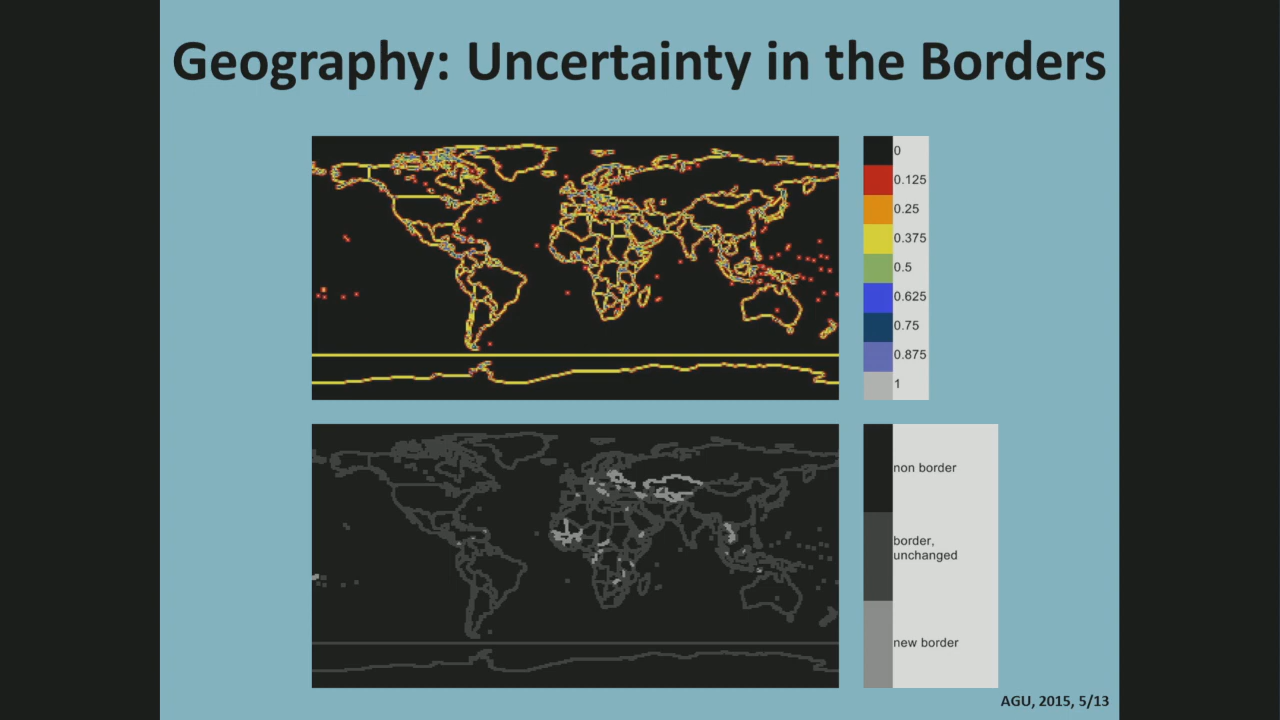 Geography: Uncertainty in the Borders
0
0.125
0.25
0.375
0.5
0.625
0.75
0.875
1
non border
border,
unchanged
new border
AGU, 2015, 5/13